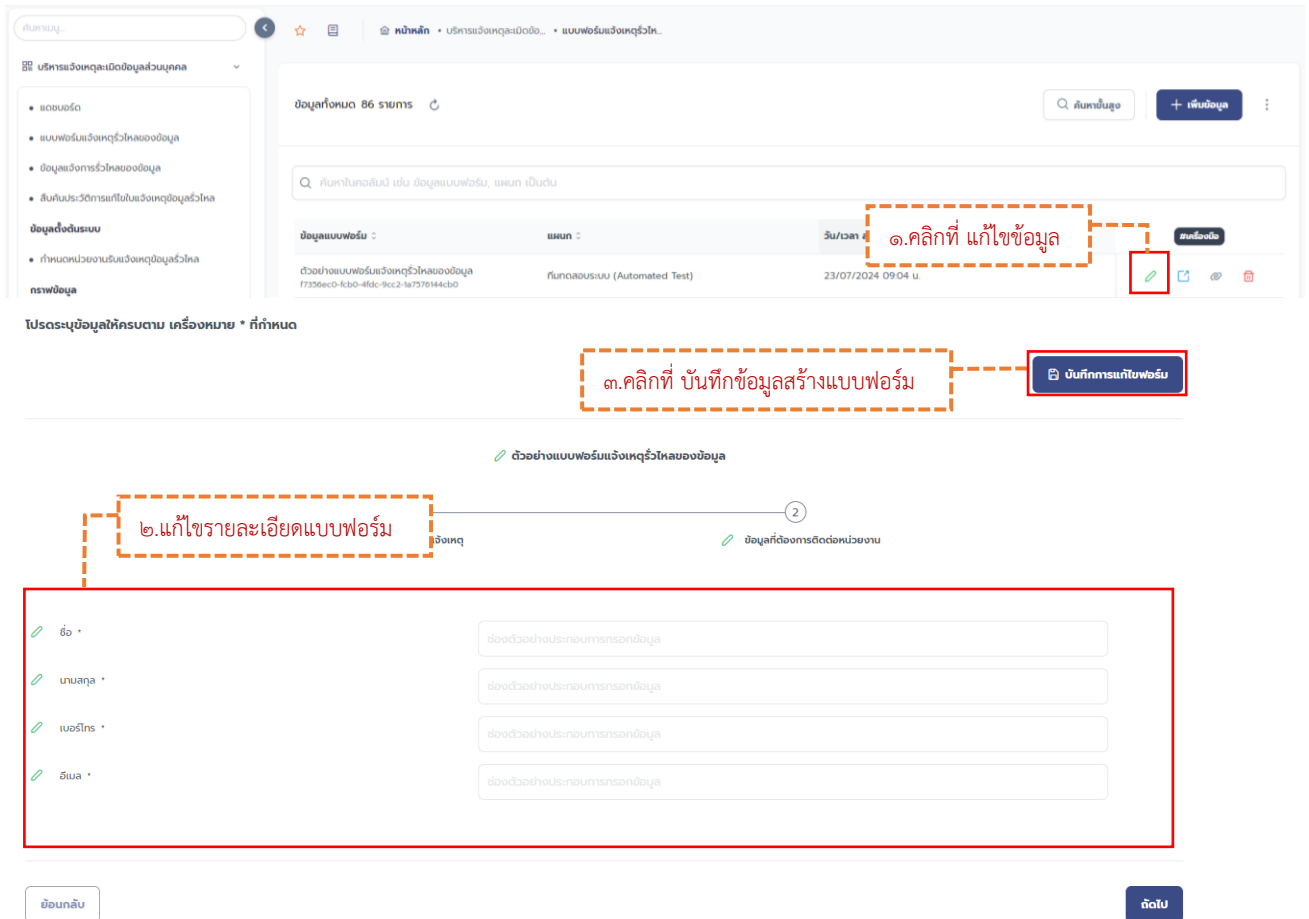 ค้นหาเมนู..
หน้าหลัก • บริหารแจ้งเหตุละเมิดข้อ... • แบบฟอร์มแจ้งเหตุรั่วไห...
บริหารแจ้งเหตุละเมิดข้อมูลส่วนบุคคล
• แดชบอร์ด
• แบบฟอร์มแจ้งเหตุรั่วไหลของข้อมูล
• ข้อมูลแจ้งการรั่วไหลของข้อมูล
• สืบค้นประวัติการแก้ไขใบแจ้งเหตุข้อมูลรั่วไหล
ข้อมูลตั้งต้นระบบ
• กำหนดหน่วยงานรับแจ้งเหตุข้อมูลรั่วไหล
กราฟข้อมูล
ข้อมูลทั้งหมด 86 รายการ
ค้นหาขั้นสูง
+ เพิ่มข้อมูล
ค้นหาในคอลัมน์ เช่น ข้อมูลแบบฟอร์ม, แผนก เป็นต้น
ข้อมูลแบบฟอร์ม แผนก วัน/เวลา ส #เครื่องมือ
๑.คลิกที่ แก้ไขข้อมูล
ตัวอย่างแบบฟอร์มแจ้งเหตุรั่วไหลของข้อมูล ทีมทดสอบระบบ (Automated Test) 23/07/2024 09:04 น.
f7356ec0-fcb0-4fdc-9cc2-1a7576144cb0
โปรดระบุข้อมูลให้ครบตาม เครื่องหมาย * ที่กำหนด
๓.คลิกที่ บันทึกข้อมูลสร้างแบบฟอร์ม
บันทึกการแก้ไขฟอร์ม
ตัวอย่างแบบฟอร์มแจ้งเหตุรั่วไหลของข้อมูล
2
๒.แก้ไขรายละเอียดแบบฟอร์ม
แจ้งเหตุ ข้อมูลที่ต้องการติดต่อหน่วยงาน
ชื่อ * ช่องตัวอย่างประกอบการกรอกข้อมูล
นามสกุล * ช่องตัวอย่างประกอบการกรอกข้อมูล
เบอร์โทร * ช่องตัวอย่างประกอบการกรอกข้อมูล
อีเมล * ช่องตัวอย่างประกอบการกรอกข้อมูล
ย้อนกลับ
ถัดไป